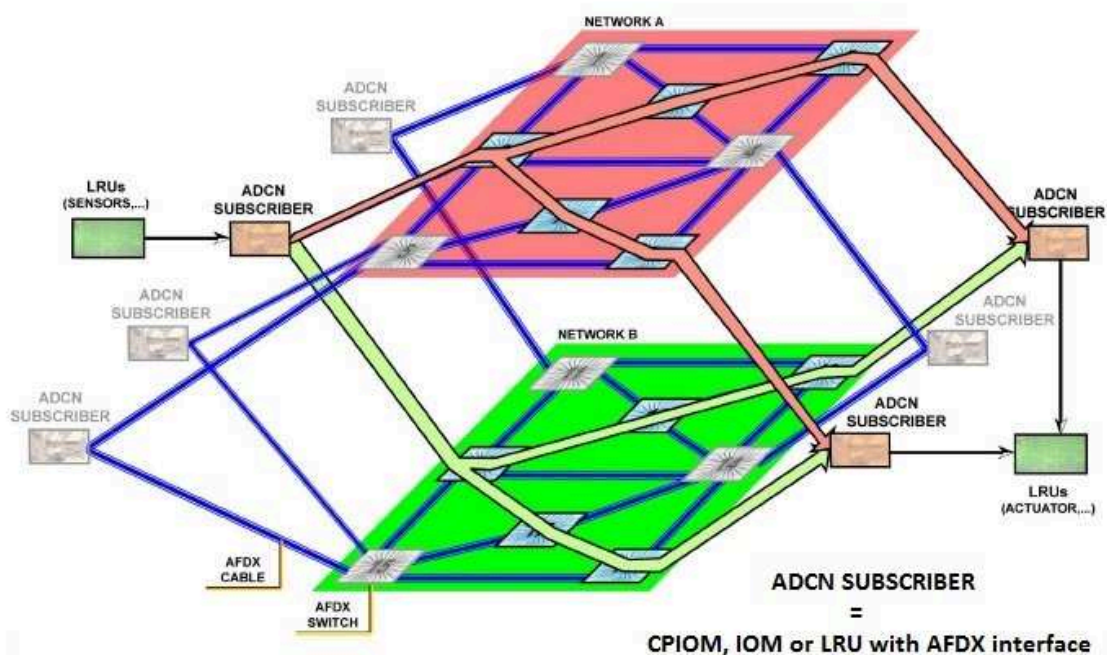 NETWORK A
ADCN
SUBSCRIBER
LRUs
(SENSORS,...)
ADCN
SUBSCRIBER
ADCN
SUBSCRIBER
ADCN
SUBSCRIBER
NETWORK B
ADCN
SUBSCRIBER
ADCN
SUBSCRIBER
ADCN
SUBSCRIBER
LRUs
(ACTUATOR,...)
AFDX
CABLE
AFDX
SWITCH
ADCN SUBSCRIBER
=
CPIOM, IOM or LRU with AFDX interface